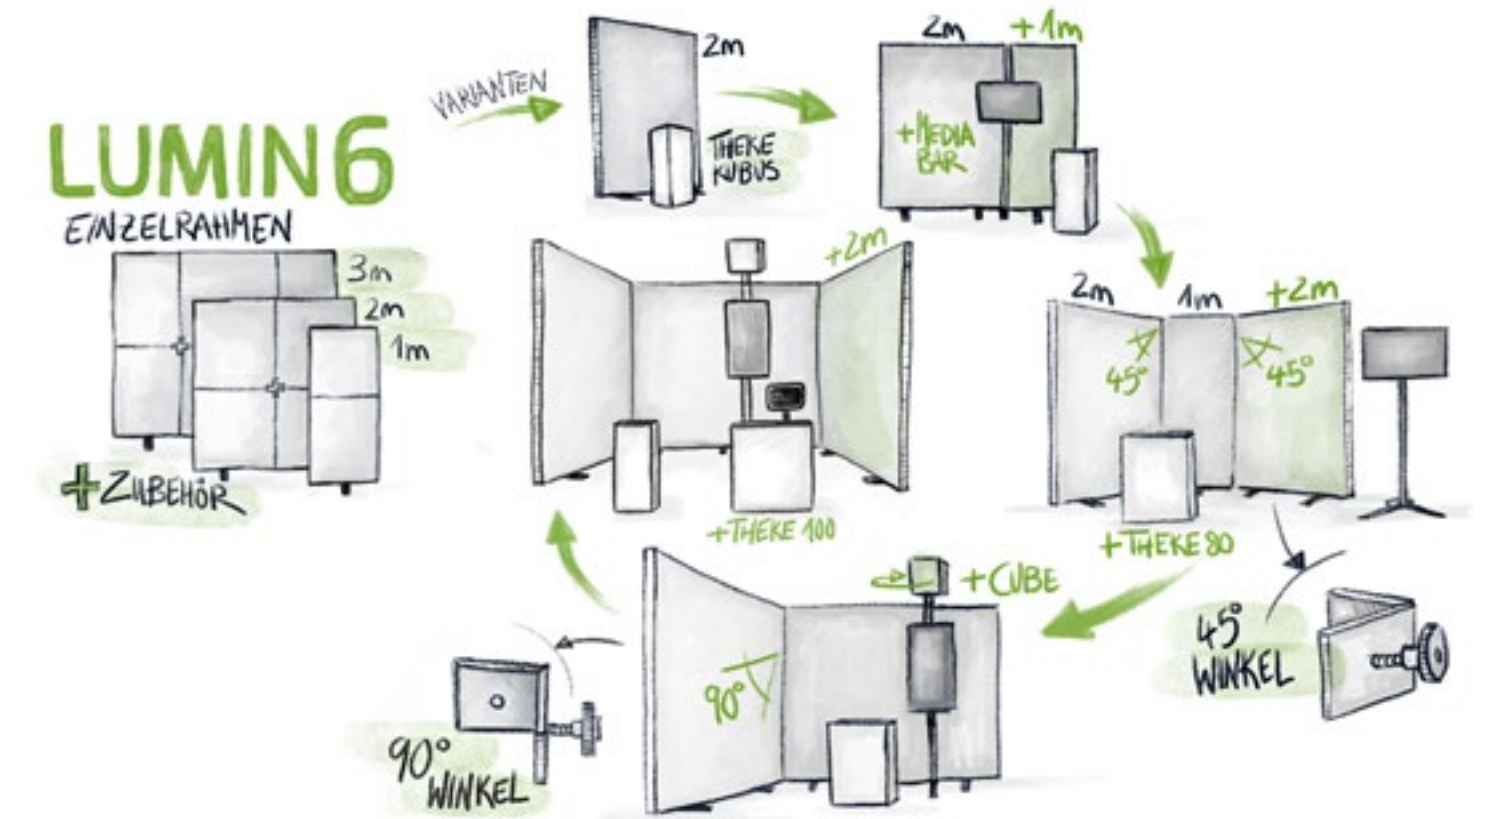 LUMIN6
EINZELRAHMEN
3m
2m
1m
+ZUBEHÖR
VARIANTEN
2m
THEKE
KUBUS
2m
+1m
+MEDIA
BAR
2m
1m
+2m
45°
45°
+THEKE 80
45°
WINKEL
+CUBE
90°
90°
WINKEL
+2m
+THEKE 100